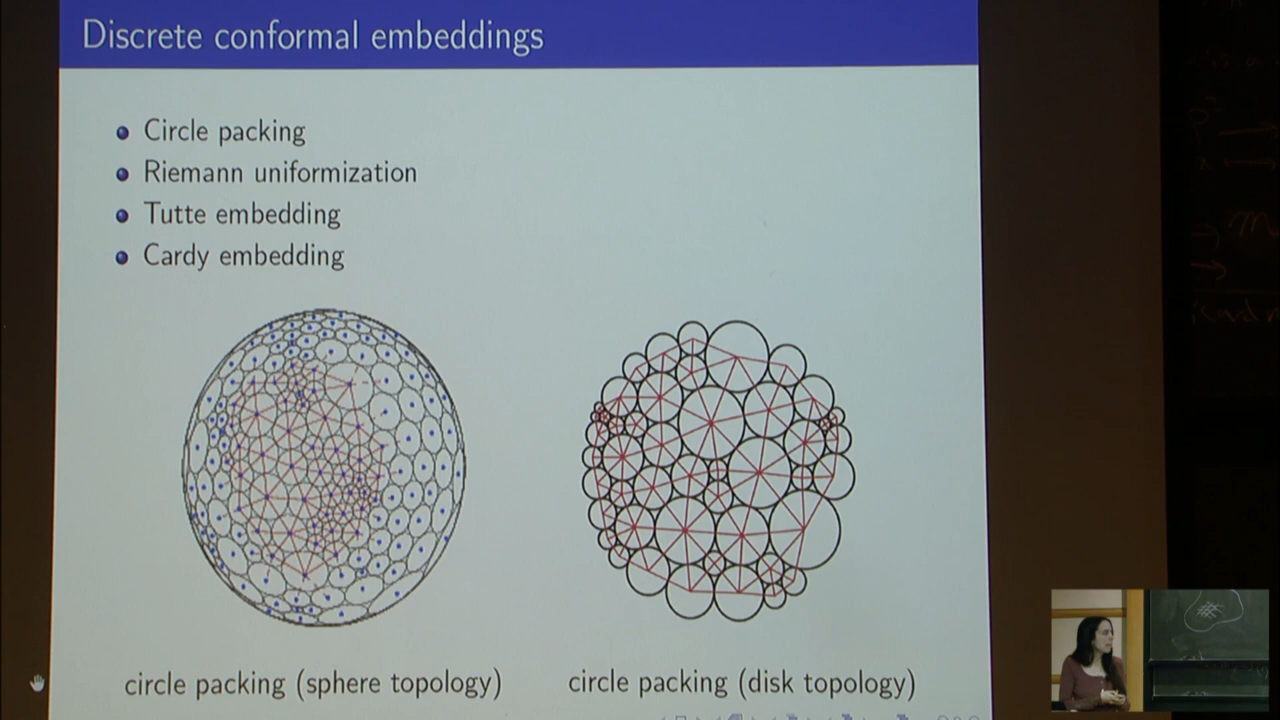 Discrete conformal embeddings
Circle packing
Riemann uniformization
Tutte embedding
Cardy embedding
circle packing (sphere topology)
circle packing (disk topology)